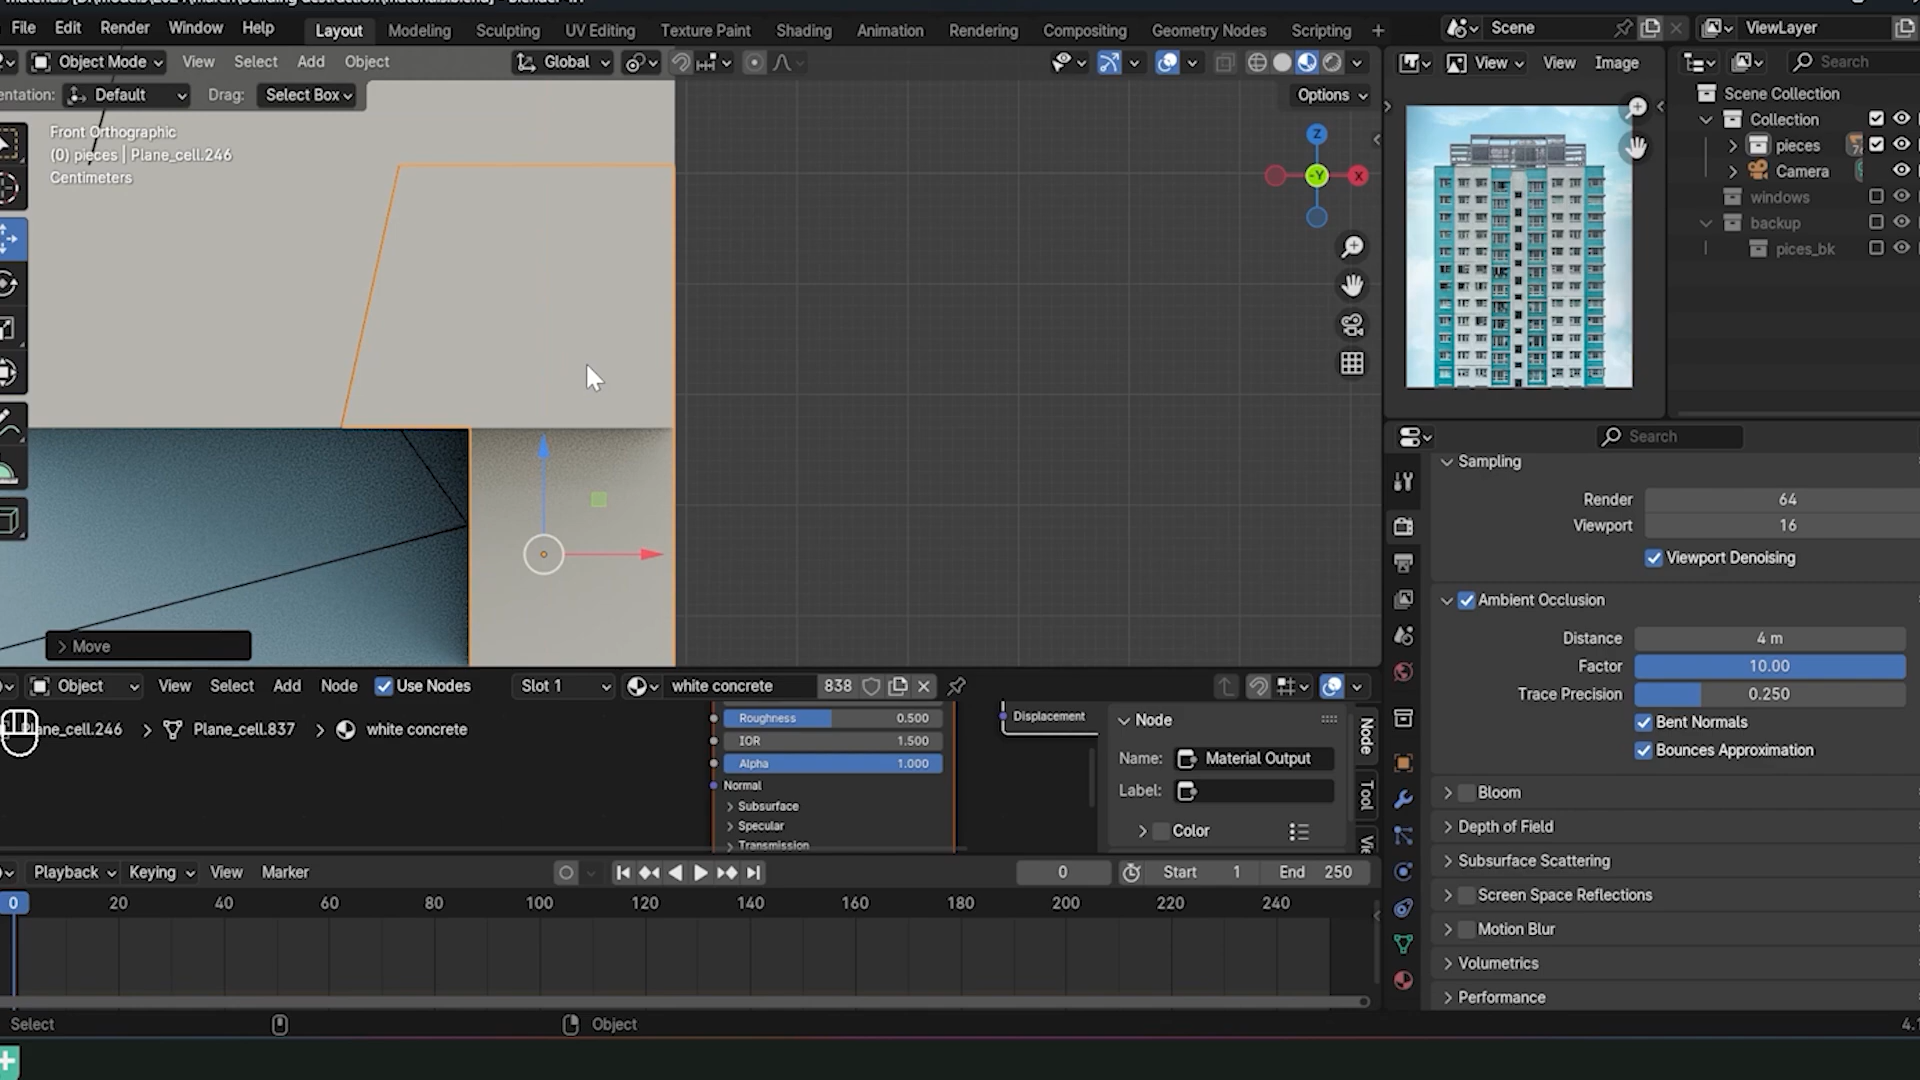 File Edit Render Window Help Layout Modeling Sculpting UV Editing Texture Paint Shading Animation Rendering Compositing Geometry Nodes Scripting + Scene ViewLayer
Object Mode View Select Add Object Global View View Image Search
Default Drag: Select Box Options
Scene Collection
Collection
pieces
Camera
windows
backup
pices_bk
Front Orthographic
(0) pieces | Plane_cell.246
Centimeters
Z
-Y
X
Move
Search
Sampling
Render 64
Viewport 16
Viewport Denoising
Ambient Occlusion
Distance 4 m
Factor 10.00
Trace Precision 0.250
Bent Normals
Bounces Approximation
Bloom
Depth of Field
Subsurface Scattering
Screen Space Reflections
Motion Blur
Volumetrics
Performance
Object View Select Add Node Use Nodes Slot 1 white concrete 838
Plane_cell.837 white concrete
Roughness 0.500
IOR 1.500
Alpha 1.000
Normal
Subsurface
Specular
Transmission
Displacement
Node
Name: Material Output
Label:
Color
Node
Tool
Playback Keying View Marker 0 Start 1 End 250
0 20 40 60 80 100 120 140 160 180 200 220 240
Select Object